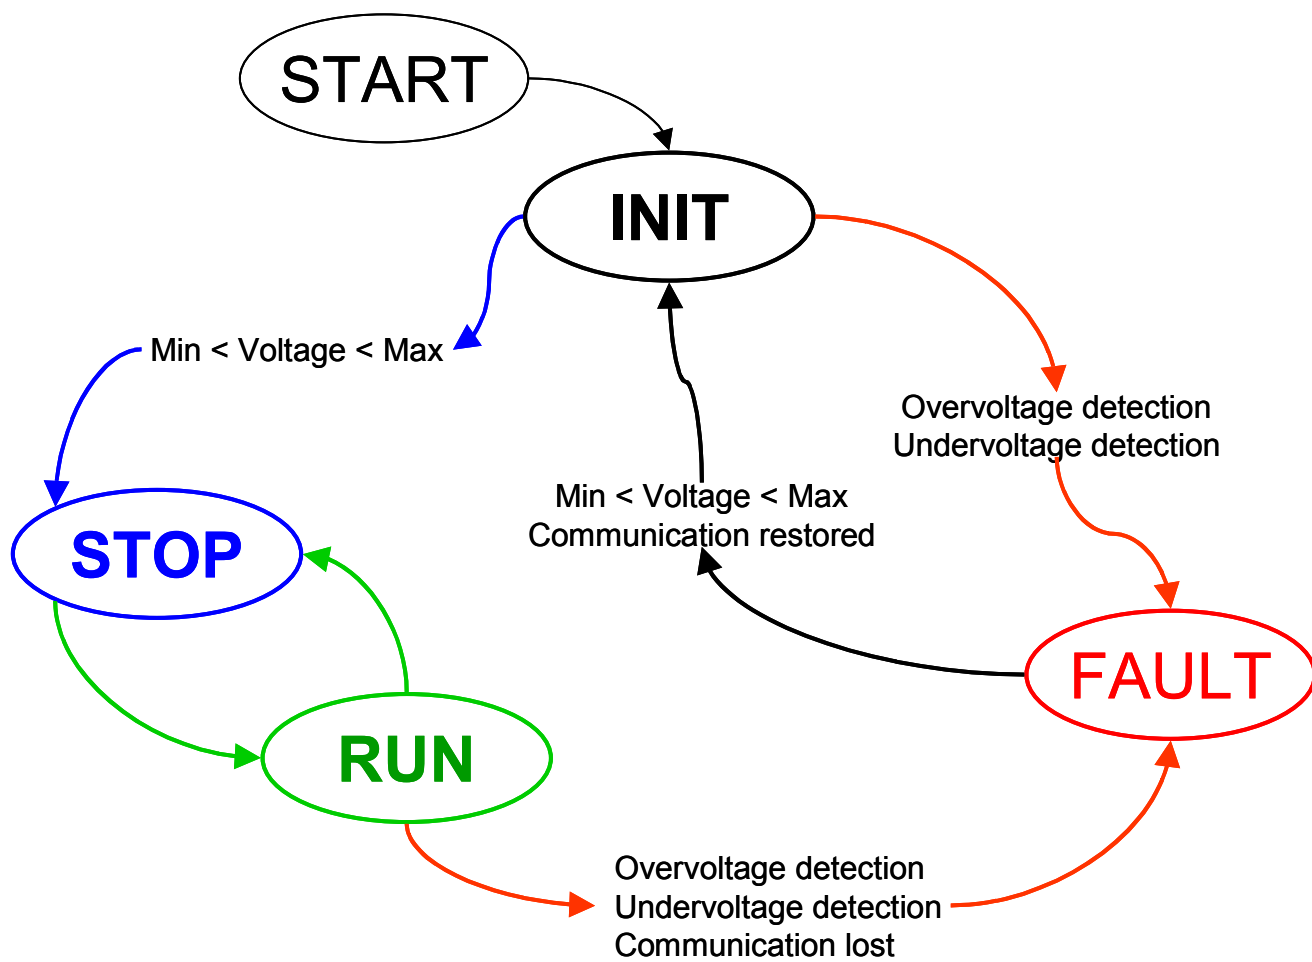 START
INIT
Min < Voltage < Max
Overvoltage detection
Undervoltage detection
Min < Voltage < Max
Communication restored
STOP
FAULT
RUN
Overvoltage detection
Undervoltage detection
Communication lost